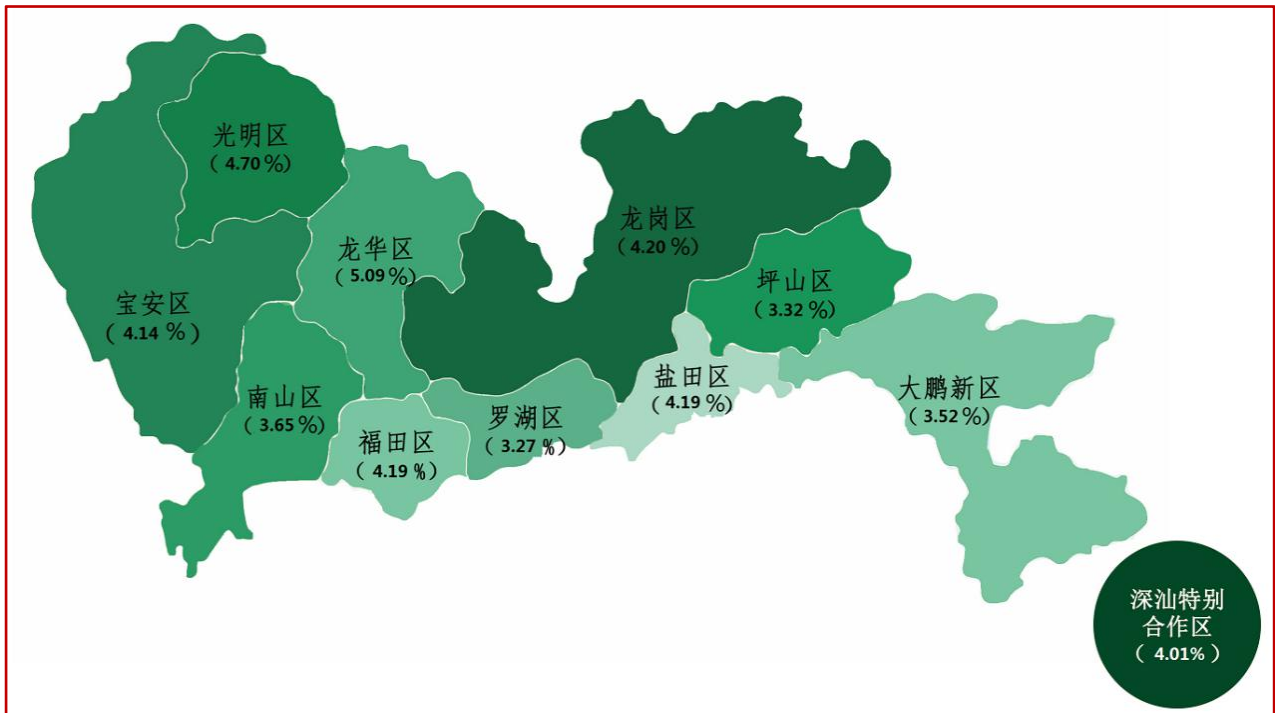 光明区
( 4.70 %)
龙华区
( 5.09 %)
龙岗区
( 4.20 %)
坪山区
( 3.32 %)
宝安区
( 4.14 %)
南山区
( 3.65 %)
福田区
( 4.19 %)
罗湖区
( 3.27 %)
盐田区
( 4.19 %)
大鹏新区
( 3.52 %)
深汕特别
合作区
( 4.01% )